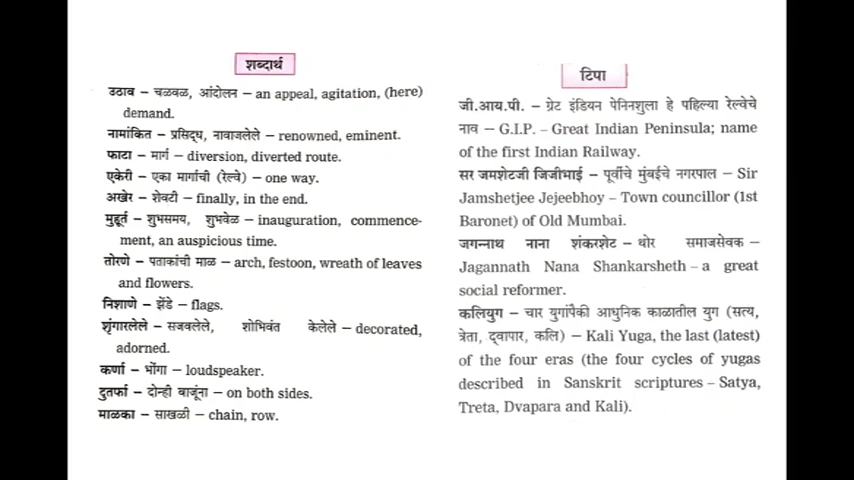 शब्दार्थ
उठाव – चळवळ, आंदोलन – an appeal, agitation, (here)
demand.
नामांकित – प्रसिद्ध, नावाजलेले – renowned, eminent.
फाटा – मार्ग – diversion, diverted route.
एकेरी – एका मार्गाची (रेल्वे) – one way.
अखेर – शेवटी – finally, in the end.
मुहूर्त – शुभसमय, शुभवेळ – inauguration, commence-
ment, an auspicious time.
तोरणे – पताकांची माळ – arch, festoon, wreath of leaves
and flowers.
निशाणे – झेंडे – flags.
शृंगारलेले – सजवलेले, शोभिवंत केलेले – decorated,
adorned.
कर्णा – भोंगा – loudspeaker.
दुतर्फा – दोन्ही बाजूंना – on both sides.
माळका – साखळी – chain, row.
टिपा
जी.आय.पी. – ग्रेट इंडियन पेनिनशुला हे पहिल्या रेल्वेचे
नाव – G.I.P. – Great Indian Peninsula; name
of the first Indian Railway.
सर जमशेटजी जिजीभाई – पूर्वीचे मुंबईचे नगरपाल – Sir
Jamshetjee Jejeebhoy – Town councillor (1st
Baronet) of Old Mumbai.
जगन्नाथ नाना शंकरशेट – थोर समाजसेवक –
Jagannath Nana Shankarsheth – a great
social reformer.
कलियुग – चार युगांपैकी आधुनिक काळातील युग (सत्य,
त्रेता, द्वापार, कलि) – Kali Yuga, the last (latest)
of the four eras (the four cycles of yugas
described in Sanskrit scriptures – Satya,
Treta, Dvapara and Kali).